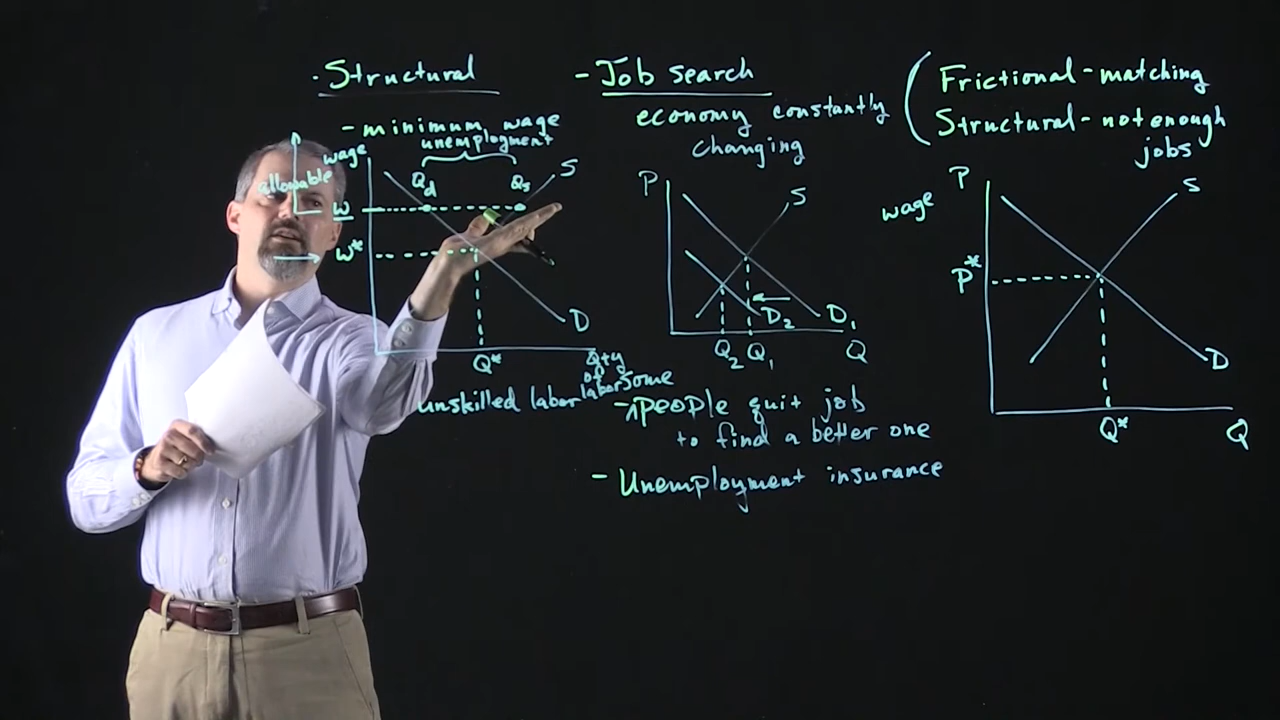 · Structural
- minimum wage
unemployment
wage
Qd
Qs
S
allowable
W
W*
D
Q*
Qty
of
labor
unskilled labor
- Job search
economy constantly
changing
P
S
D2
D1
Q2
Q1
Q
Some
- people quit job
to find a better one
- Unemployment insurance
Frictional - matching
Structural - not enough
jobs
wage
P
S
P*
D
Q*
Q